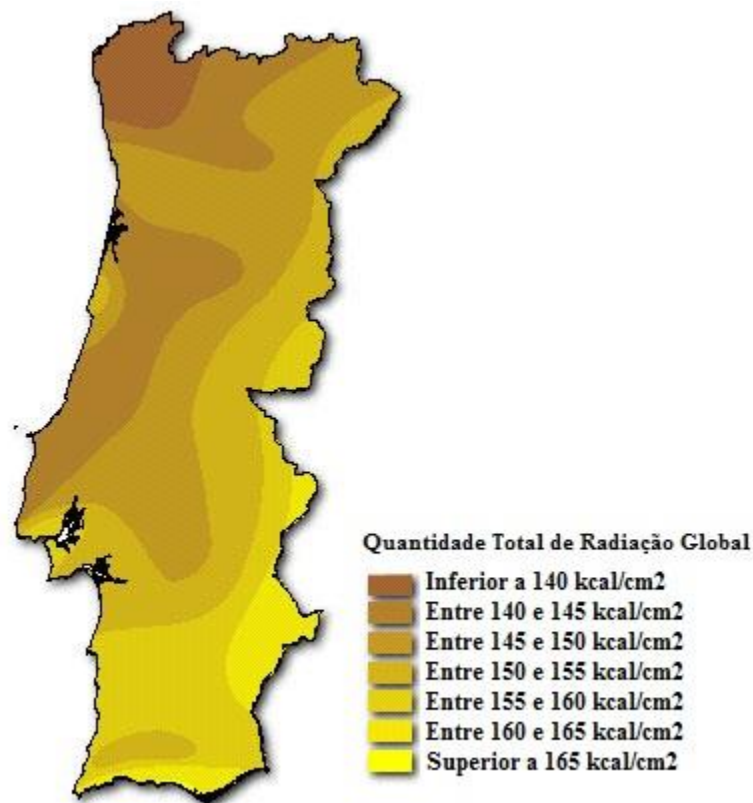 Quantidade Total de Radiação Global
Inferior a 140 kcal/cm2
Entre 140 e 145 kcal/cm2
Entre 145 e 150 kcal/cm2
Entre 150 e 155 kcal/cm2
Entre 155 e 160 kcal/cm2
Entre 160 e 165 kcal/cm2
Superior a 165 kcal/cm2